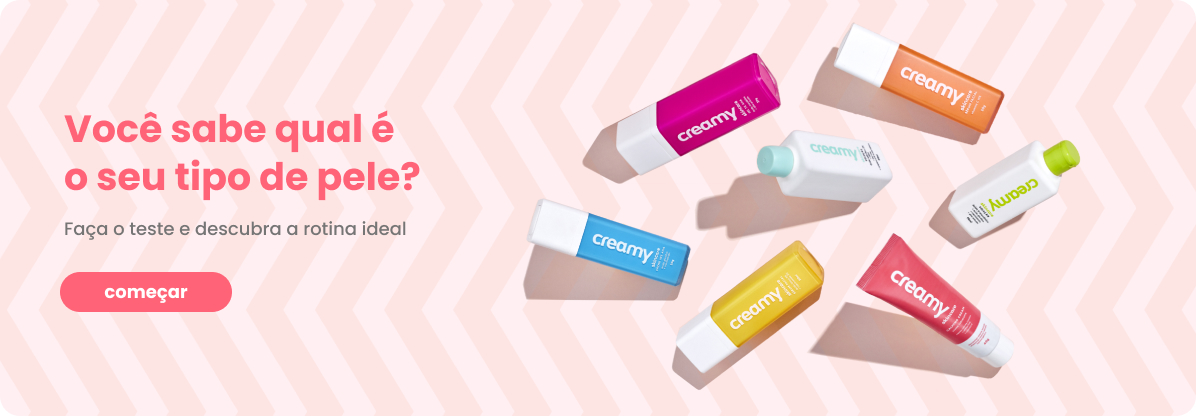 Você sabe qual é
o seu tipo de pele?
Faça o teste e descubra a rotina ideal
começar
creamy
creamy
creamy
creamy
creamy
creamy
creamy